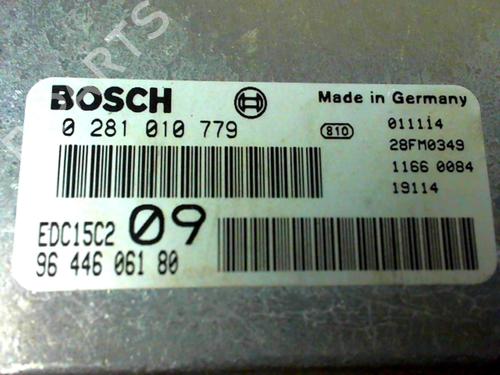 BOSCH
Made in Germany
0 281 010 779
810
011114
28FM0349
1166 0084
19114
EDC15C2 09
96 446 061 80
PARTS